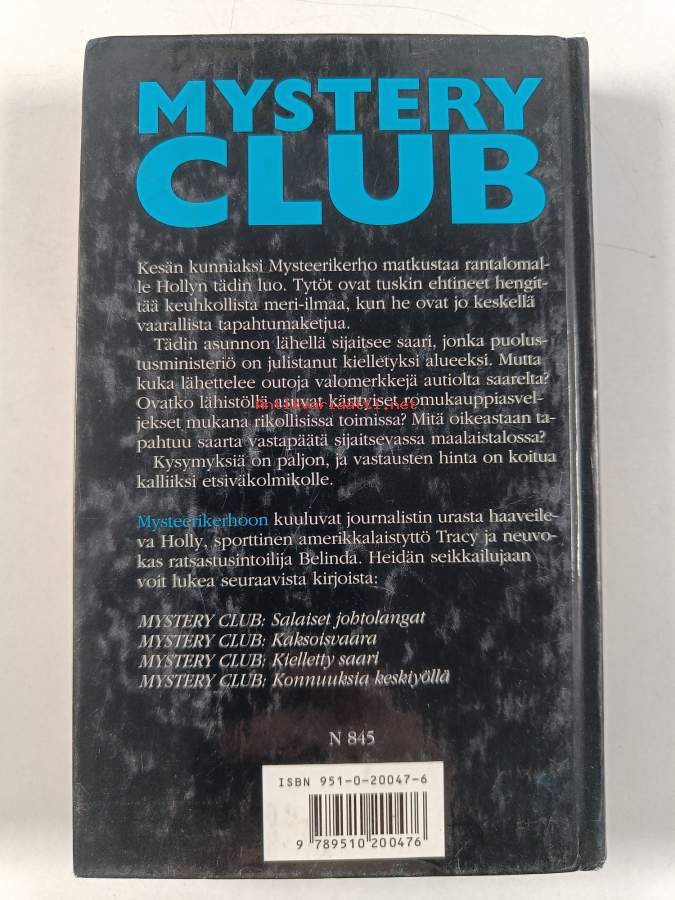 MYSTERY
CLUB
Kesän kunniaksi Mysteerikerho matkustaa rantalomal-
le Hollyn tädin luo. Tytöt ovat tuskin ehtineet hengit-
tää keuhkollista meri-ilmaa, kun he ovat jo keskellä
vaarallista tapahtumaketjua.
Tädin asunnon lähellä sijaitsee saari, jonka puolus-
tusministeriö on julistanut kielletyksi alueeksi. Mutta
kuka lähettelee outoja valomerkkejä autiolta saarelta?
Ovatko lähistöllä asuvat kärttyiset romukauppiasvel-
Antikvariaatti.net
jekset mukana rikollisissa toimissa? Mitä oikeastaan ta-
pahtuu saarta vastapäätä sijaitsevassa maalaistalossa?
Kysymyksiä on paljon, ja vastausten hinta on koitua
kalliiksi etsiväkolmikolle.
Mysteerikerhoon kuuluvat journalistin urasta haaveile-
va Holly, sporttinen amerikkalaistyttö Tracy ja neuvo-
kas ratsastusintoilija Belinda. Heidän seikkailujaan
voit lukea seuraavista kirjoista:
MYSTERY CLUB: Salaiset johtolangat
MYSTERY CLUB: Kaksoisvaara
MYSTERY CLUB: Kielletty saari
MYSTERY CLUB: Konnuuksia keskiyöllä
N 845
ISBN 951-0-20047-6
9 789510 200476